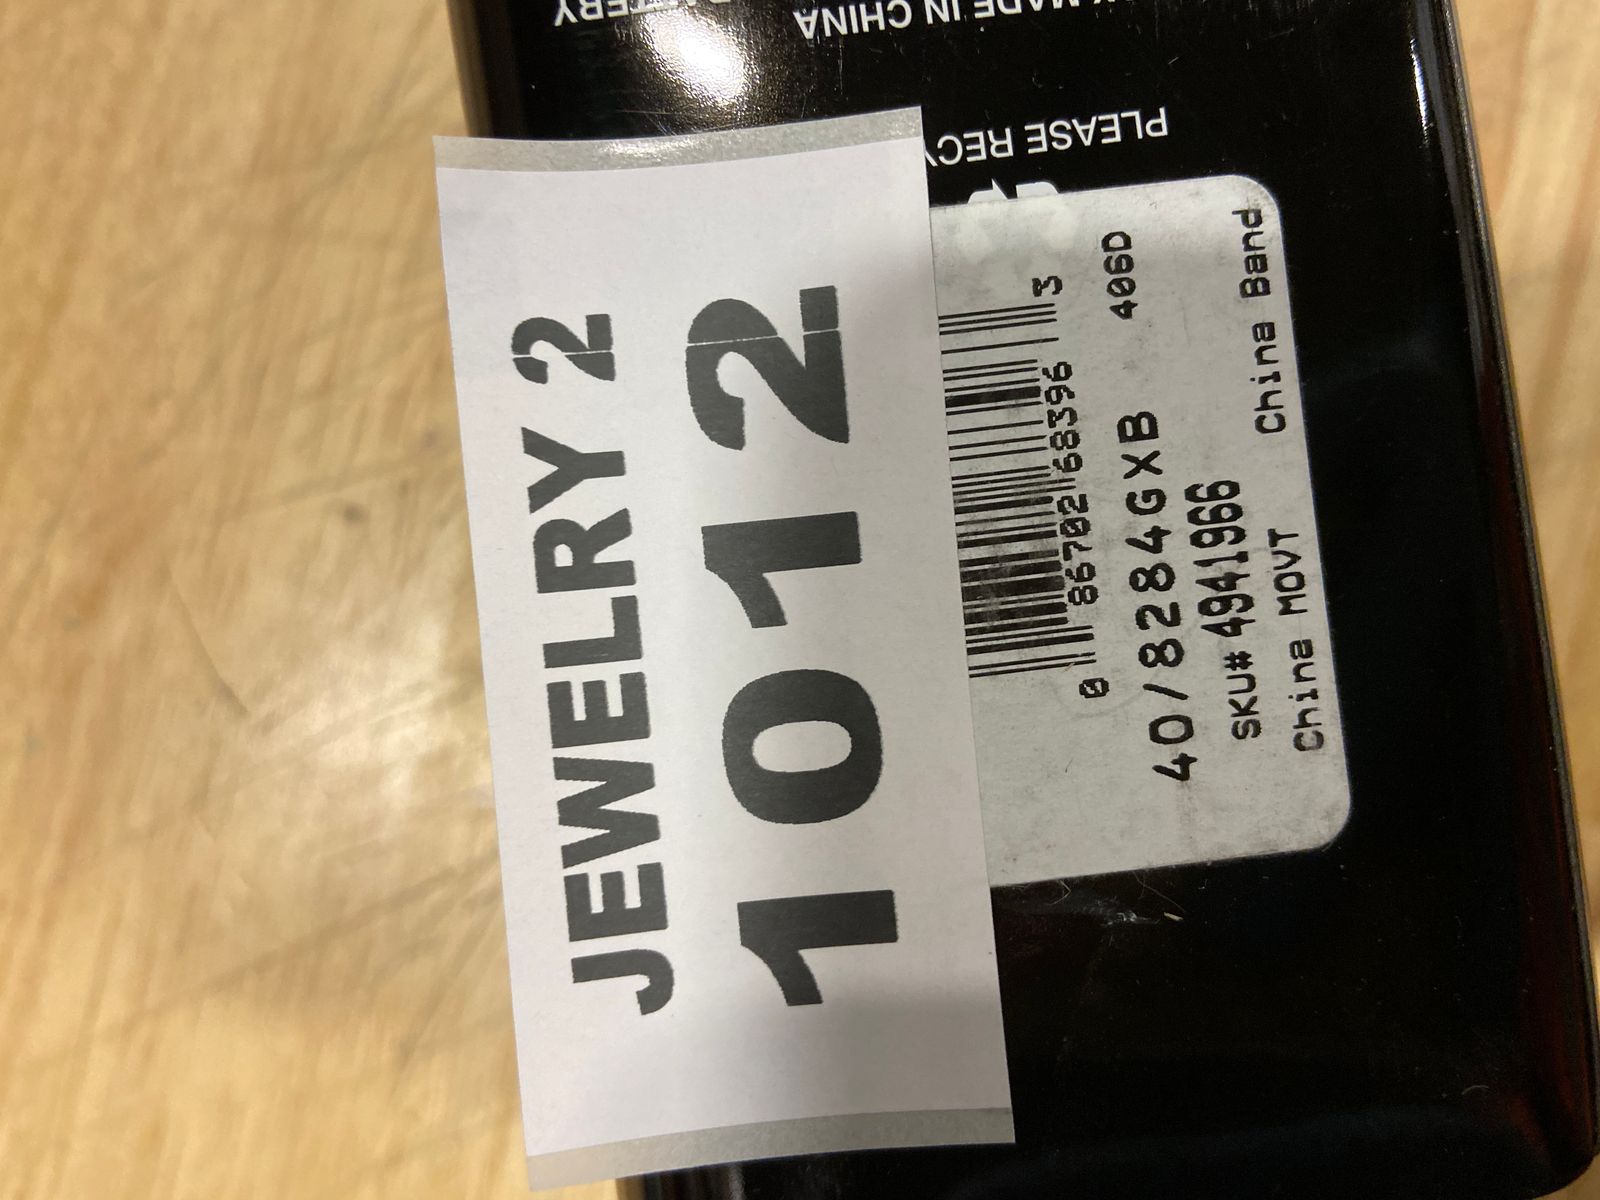 JEWELRY 2
1012
0 86702 68396 3
406D
40/8284GXB
SKU# 4941966
China MOVT China Band
PLEASE
MADE IN CHINA